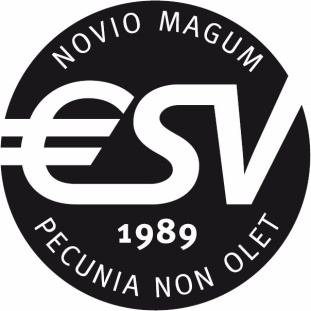 NOVIO MAGUM
€SV
1989
PECUNIA NON OLET